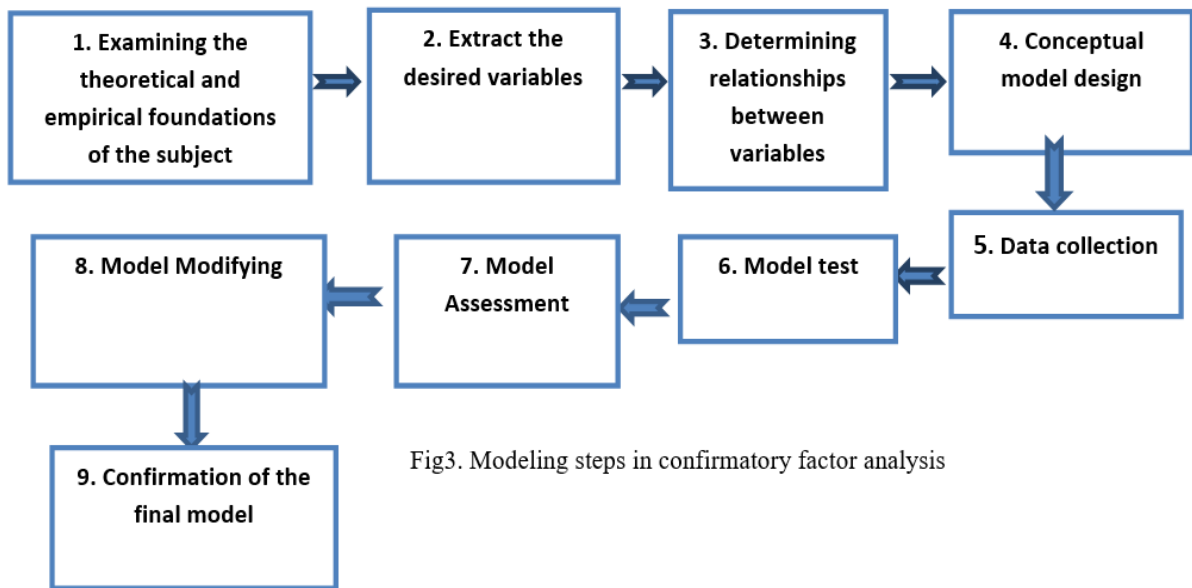 1. Examining the
theoretical and
empirical foundations
of the subject
2. Extract the
desired variables
3. Determining
relationships
between
variables
4. Conceptual
model design
5. Data collection
6. Model test
7. Model
Assessment
8. Model Modifying
9. Confirmation of the
final model
Fig3. Modeling steps in confirmatory factor analysis